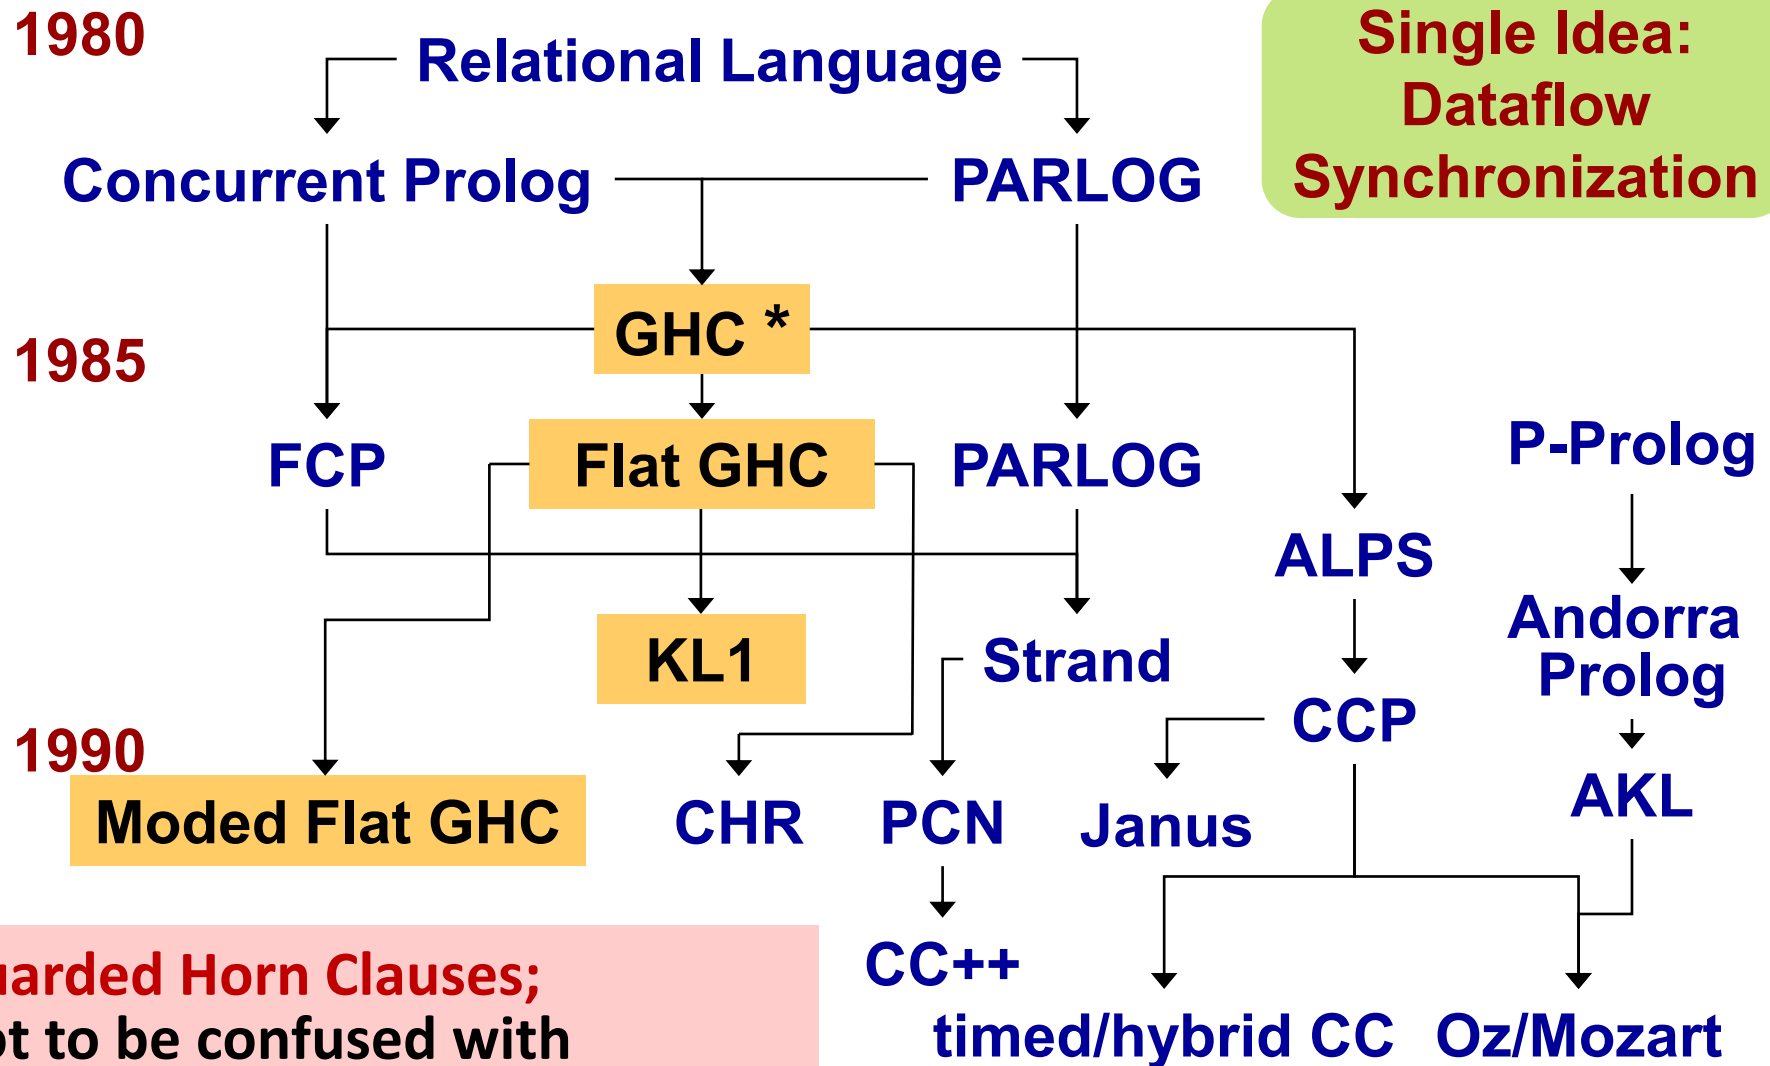 1980
Relational Language
Single Idea:
Dataflow
Synchronization
Concurrent Prolog
PARLOG
GHC *
1985
FCP
Flat GHC
PARLOG
P-Prolog
ALPS
Andorra
Prolog
KL1
Strand
CCP
1990
Moded Flat GHC
CHR
PCN
Janus
AKL
CC++
uarded Horn Clauses;
ot to be confused with
timed/hybrid CC
Oz/Mozart